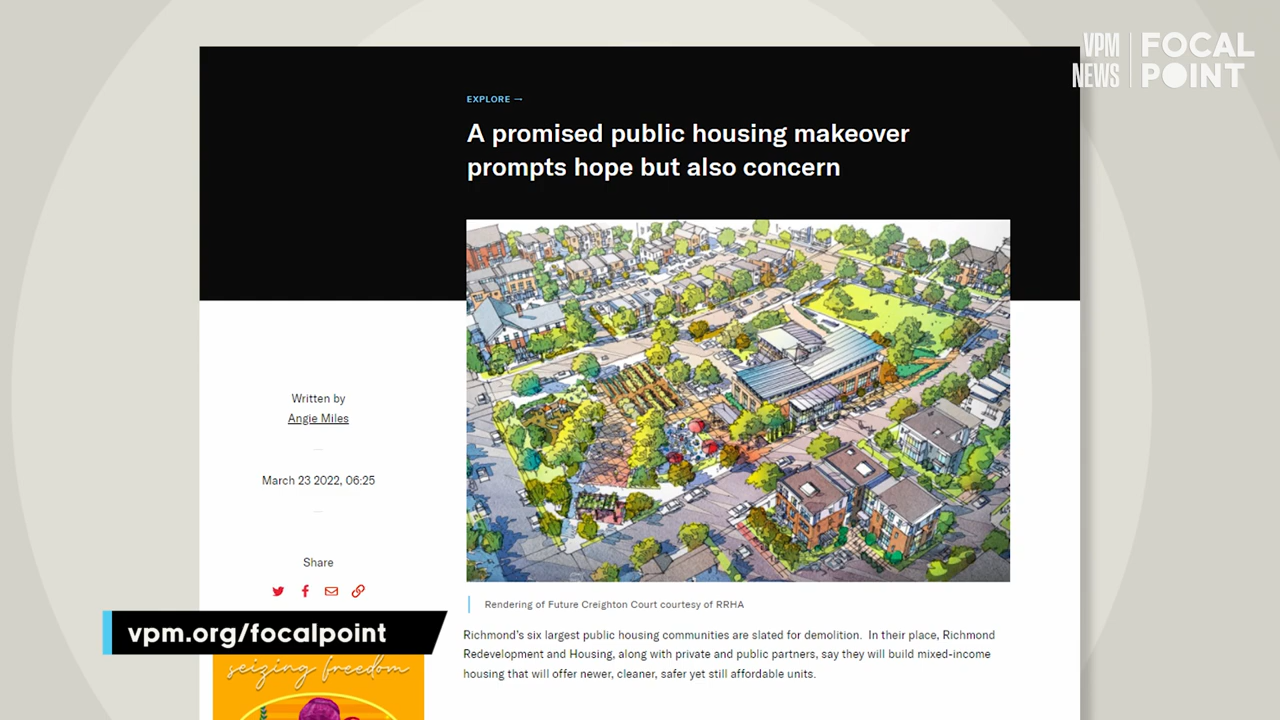 VPM NEWS
FOCAL POINT
EXPLORE →
A promised public housing makeover
prompts hope but also concern
Written by
Angie Miles
March 23 2022, 06:25
Share
Rendering of Future Creighton Court courtesy of RRHA
Richmond's six largest public housing communities are slated for demolition.  In their place, Richmond
Redevelopment and Housing, along with private and public partners, say they will build mixed-income
housing that will offer newer, cleaner, safer yet still affordable units.
vpm.org/focalpoint
seizing freedom